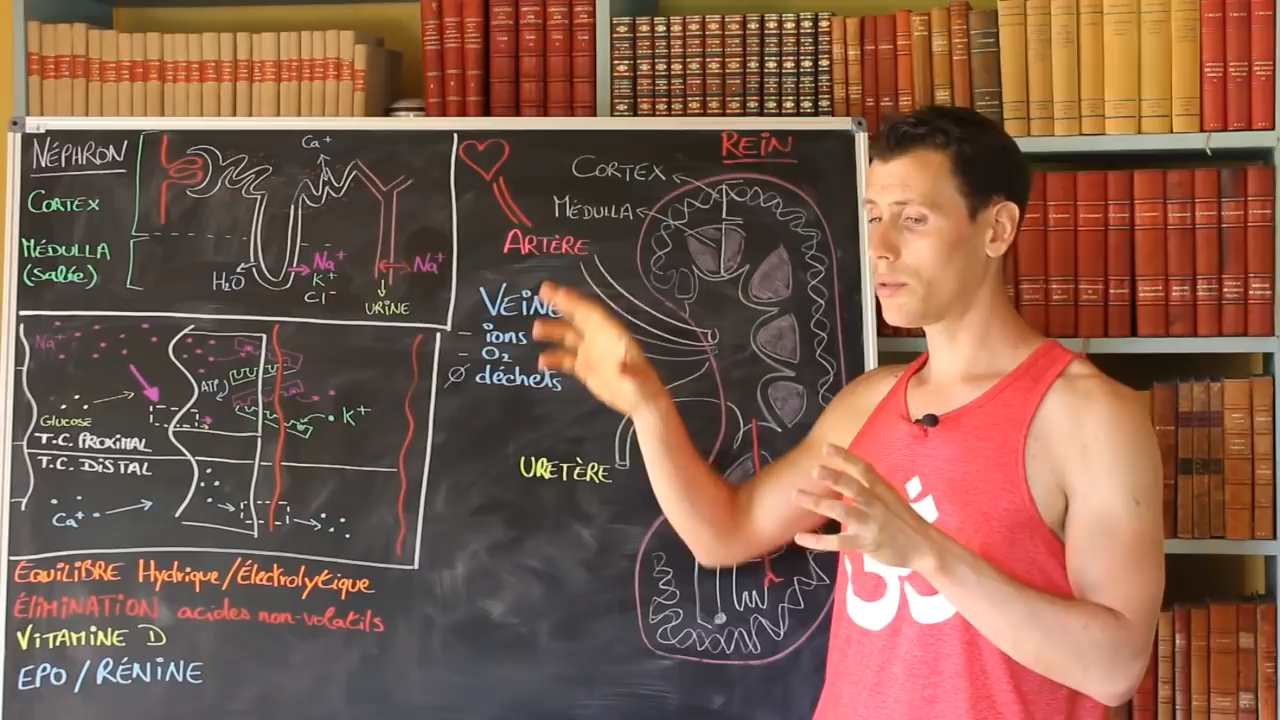 NÉPHRON
CORTEX
MÉDULLA
(Salée)
Ca+
H2O
Na+
K+
Cl-
Na+
URINE
Na+
ATP
K+
GLUCOSE
T.C. PROXIMAL
T.C. DISTAL
Ca+
EQUILIBRE Hydrique/Électrolytique
ÉLIMINATION acides non-volatils
VITAMINE D
EPO / RÉNINE
REIN
CORTEX
MÉDULLA
ARTÈRE
VEINE
- ions
- O2
Ø déchets
URETÈRE
ॐ